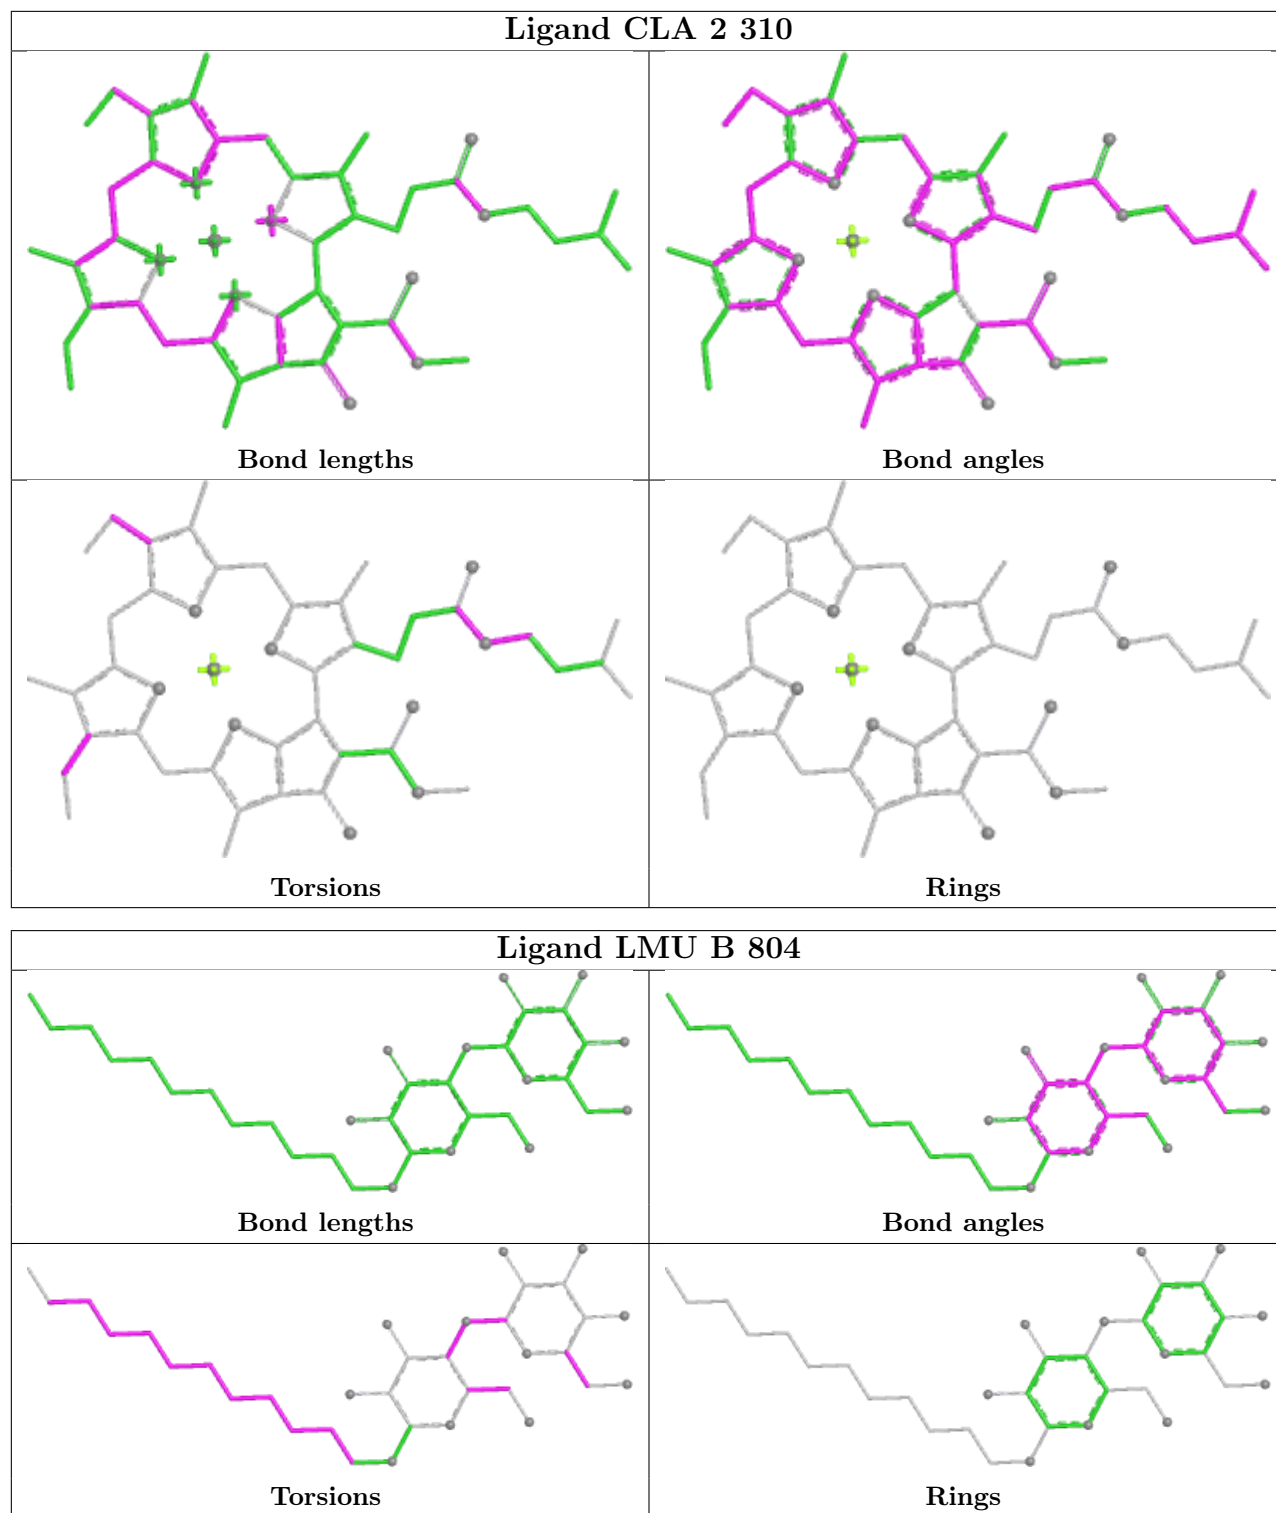 Ligand CLA 2 310
Bond lengths
Bond angles
Torsions
Rings
Ligand LMU B 804
Bond lengths
Bond angles
Torsions
Rings